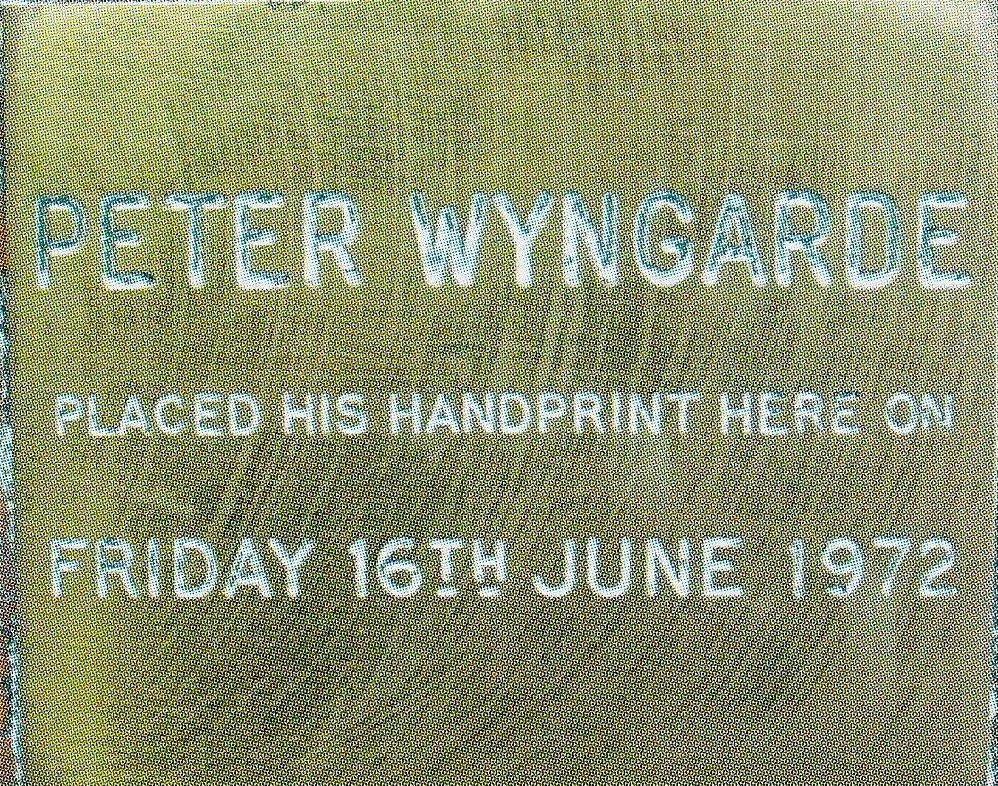 PETER WYNGARDE
PLACED HIS HANDPRINT HERE ON
FRIDAY 16TH JUNE 1972